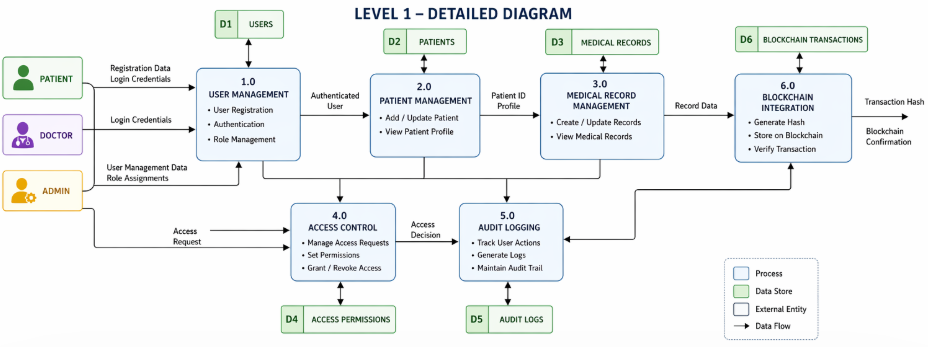 LEVEL 1 – DETAILED DIAGRAM
D1 USERS
D2 PATIENTS
D3 MEDICAL RECORDS
D6 BLOCKCHAIN TRANSACTIONS
PATIENT
DOCTOR
ADMIN
Registration Data
Login Credentials
Login Credentials
User Management Data
Role Assignments
1.0
USER MANAGEMENT
• User Registration
• Authentication
• Role Management
Authenticated
User
2.0
PATIENT MANAGEMENT
• Add / Update Patient
• View Patient Profile
Patient ID
Profile
3.0
MEDICAL RECORD
MANAGEMENT
• Create / Update Records
• View Medical Records
Record Data
6.0
BLOCKCHAIN
INTEGRATION
• Generate Hash
• Store on Blockchain
• Verify Transaction
Transaction Hash
Blockchain
Confirmation
Access
Request
4.0
ACCESS CONTROL
• Manage Access Requests
• Set Permissions
• Grant / Revoke Access
Access
Decision
5.0
AUDIT LOGGING
• Track User Actions
• Generate Logs
• Maintain Audit Trail
D4 ACCESS PERMISSIONS
D5 AUDIT LOGS
Process
Data Store
External Entity
Data Flow